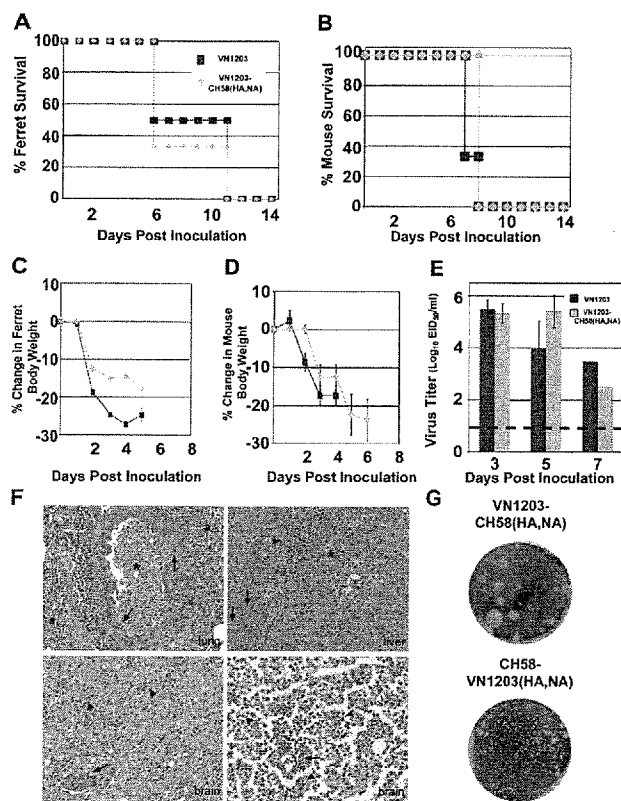 A
100
80
60
40
20
0
% Ferret Survival
VN1203
VN1203-
CH58(HA,NA)
2 6 10 14
Days Post Inoculation
B
100
80
60
40
20
0
% Mouse Survival
2 6 10 14
Days Post Inoculation
C
10
0
-10
-20
-30
% Change in Ferret
Body Weight
0 2 4 6 8
Days Post Inoculation
D
10
0
-10
-20
-30
% Change in Mouse
Body Weight
0 2 4 6 8
Days Post Inoculation
E
6
4
2
0
Virus Titer (Log10 EID50/ml)
VN1203
VN1203-
CH58(HA,NA)
3 5 7
Days Post Inoculation
F
lung
liver
brain
brain
G
VN1203-
CH58(HA,NA)
CH58-
VN1203(HA,NA)